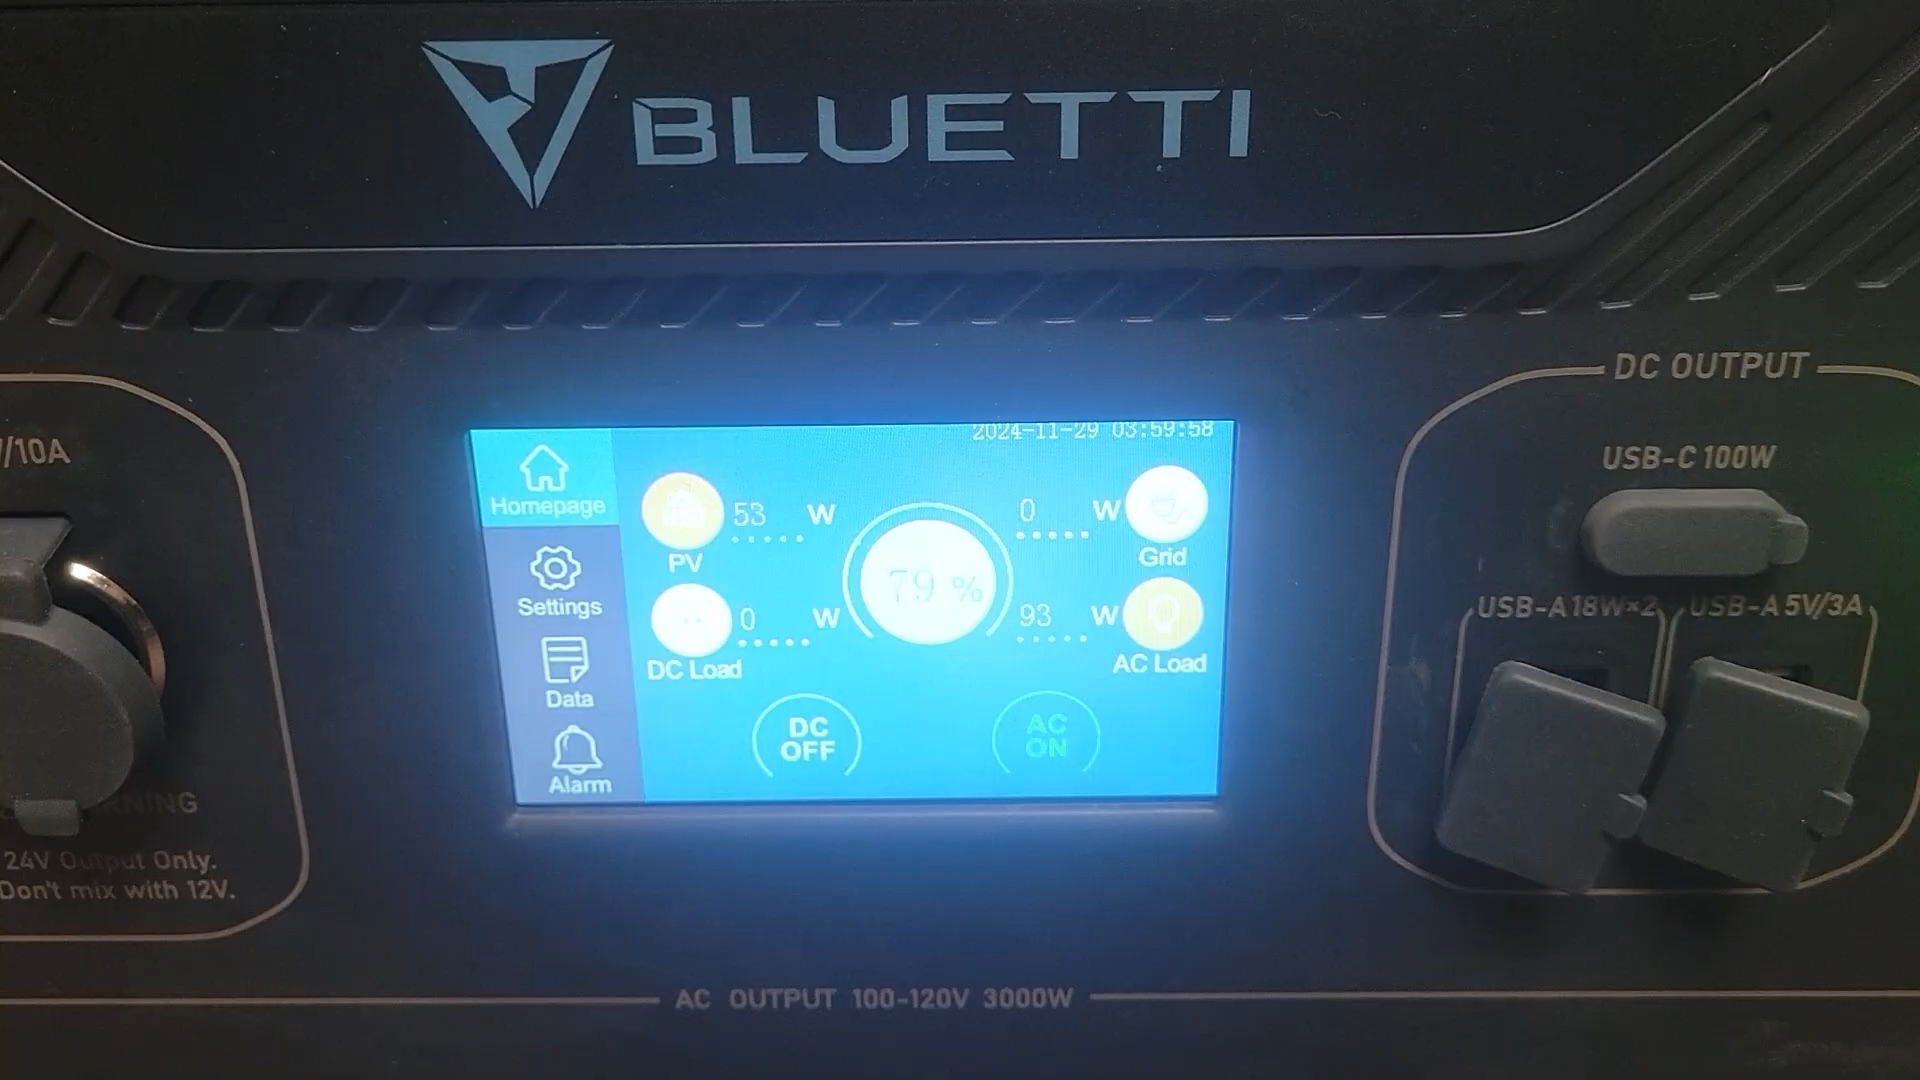 BLUETTI
/10A
24V Output Only.
Don't mix with 12V.
2024-11-29 03:59:58
Homepage
Settings
Data
Alarm
53 W
PV
0 W
DC Load
79 %
0 W
Grid
93 W
AC Load
DC
OFF
AC
ON
DC OUTPUT
USB-C 100W
USB-A 18W×2
USB-A 5V/3A
AC OUTPUT 100-120V 3000W